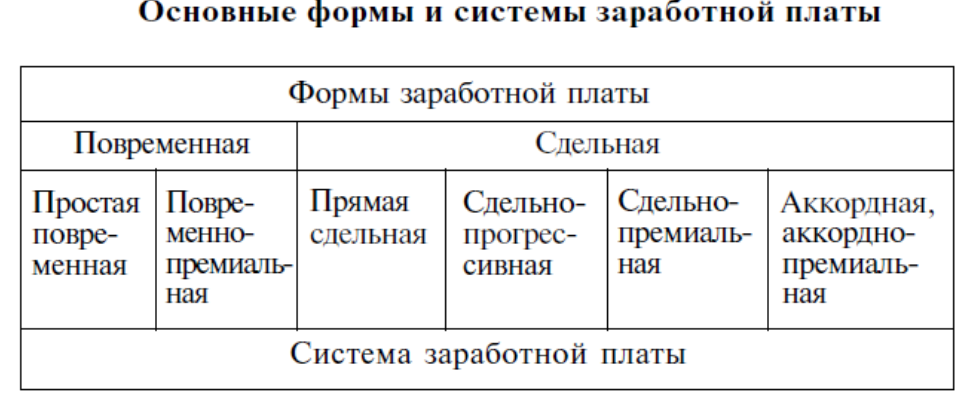 Основные формы и системы заработной платы
Формы заработной платы
Повременная
Сдельная
Простая
повре-
менная
Повре-
менно-
премиаль-
ная
Прямая
сдельная
Сдельно-
прогрес-
сивная
Сдельно-
премиаль-
ная
Аккордная,
аккордно-
премиаль-
ная
Система заработной платы